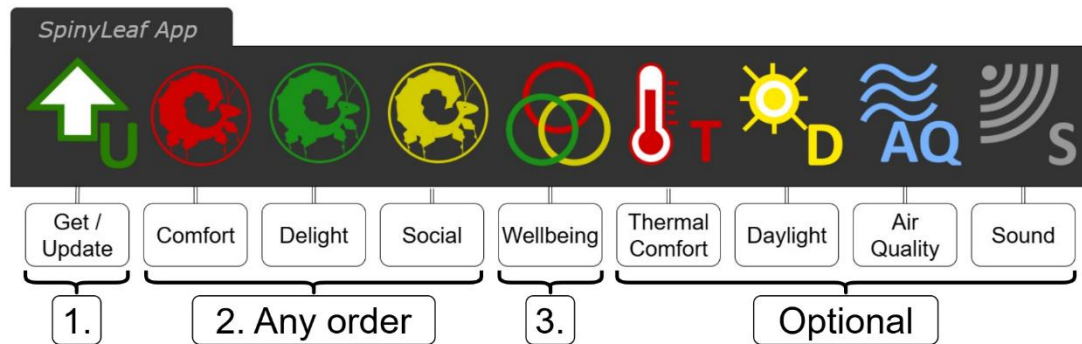 SpinyLeaf App
U
T
D
AQ
S
Get /
Update
Comfort
Delight
Social
Wellbeing
Thermal
Comfort
Daylight
Air
Quality
Sound
1.
2. Any order
3.
Optional